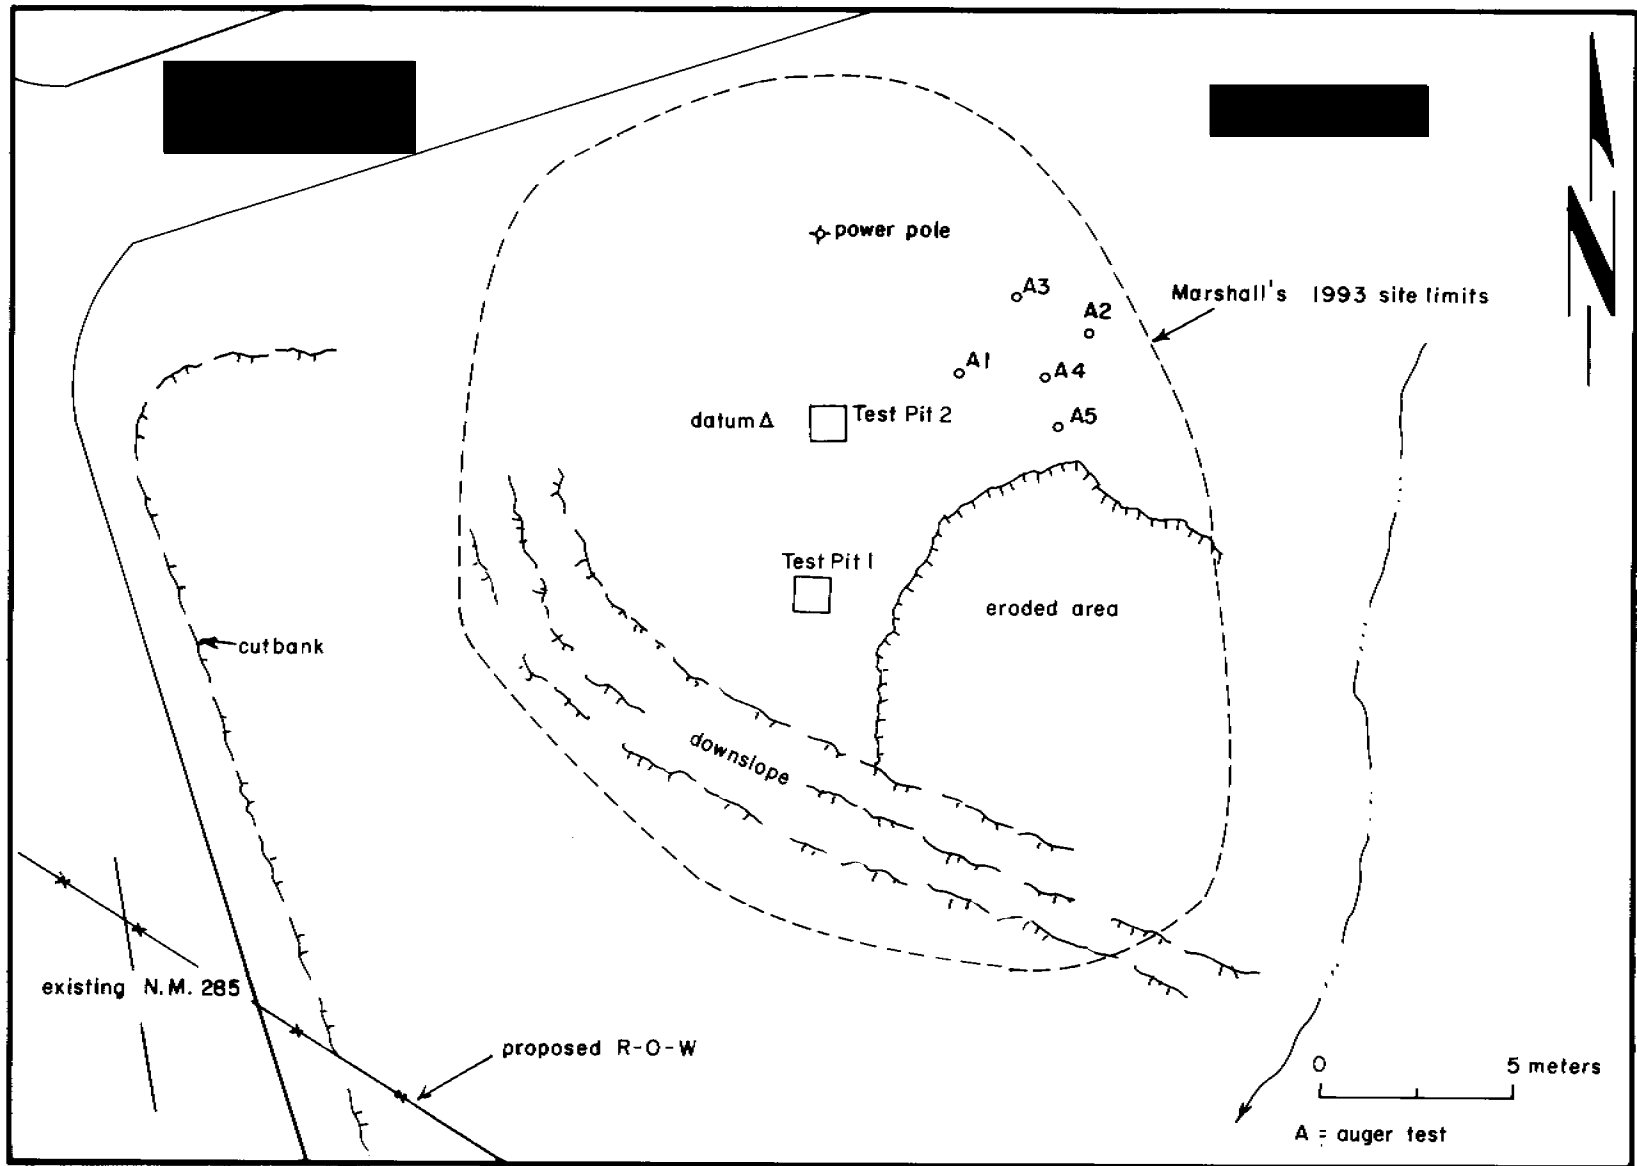 power pole
A3
Marshall's 1993 site limits
A2
A1
A4
datum Δ
Test Pit 2
A5
Test Pit 1
eroded area
cutbank
downslope
existing N.M. 285
proposed R-O-W
0 5 meters
A = auger test
N